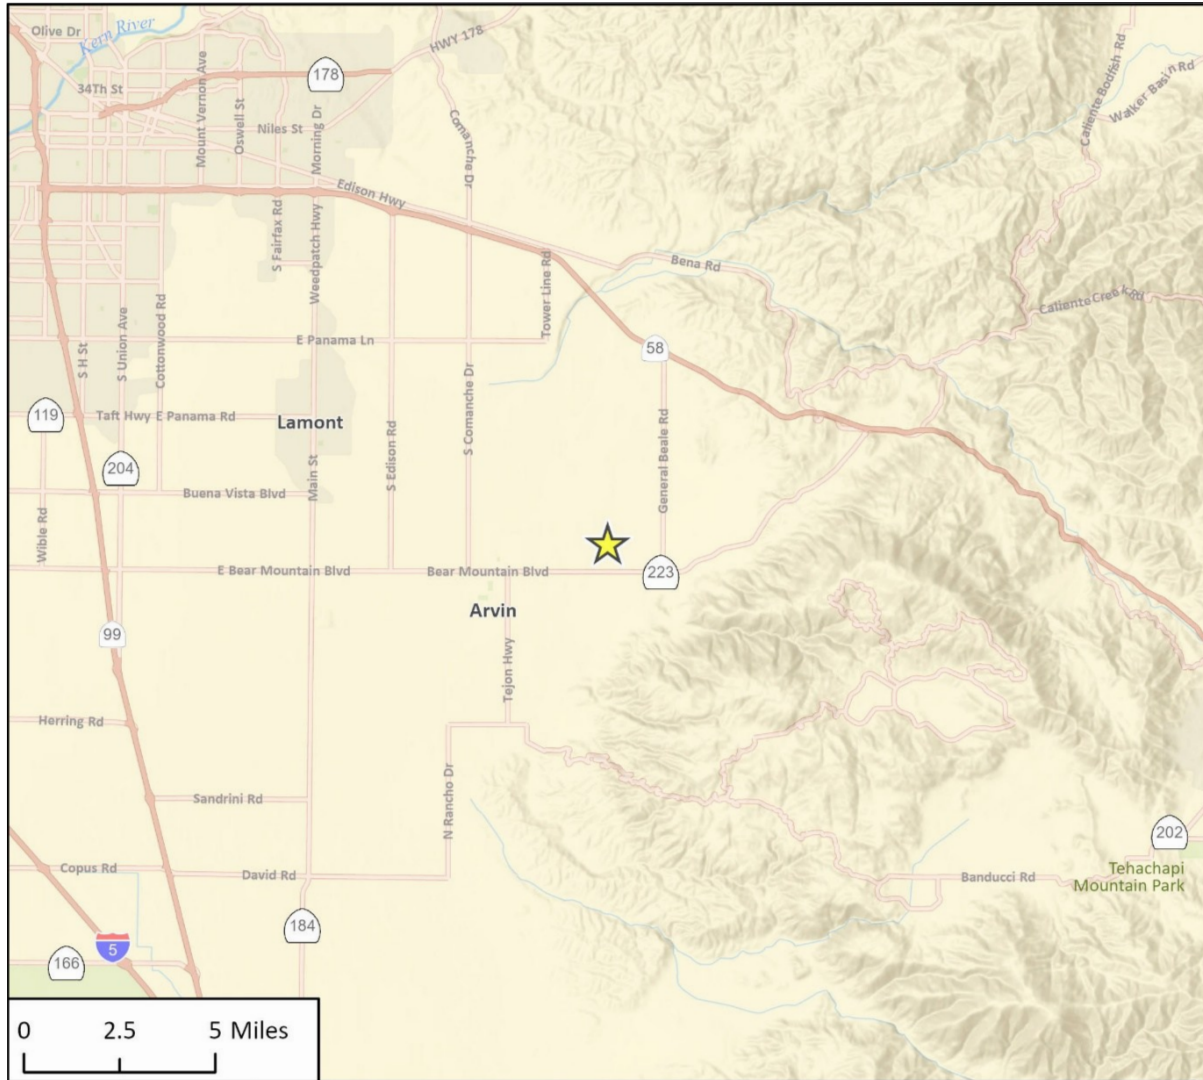 Olive Dr
Kern River
HWY 178
178
34Th St
Mount Vernon Ave
Oswell St
Niles St
Morning Dr
Comanche Dr
Caliente Bodfish Rd
Walker Basin Rd
Edison Hwy
S Fairfax Rd
Weedpatch Hwy
Tower Line Rd
Bena Rd
Caliente Creek Rd
S H St
S Union Ave
Cottonwood Rd
E Panama Ln
58
S Comanche Dr
119
Taft Hwy E Panama Rd
Lamont
General Beale Rd
S Edison Rd
204
Main St
Buena Vista Blvd
Wible Rd
E Bear Mountain Blvd
Bear Mountain Blvd
223
Arvin
99
Tejon Hwy
Herring Rd
N Rancho Dr
Sandrini Rd
202
Copus Rd
David Rd
Banducci Rd
Tehachapi
Mountain Park
184
5
166
0 2.5 5 Miles